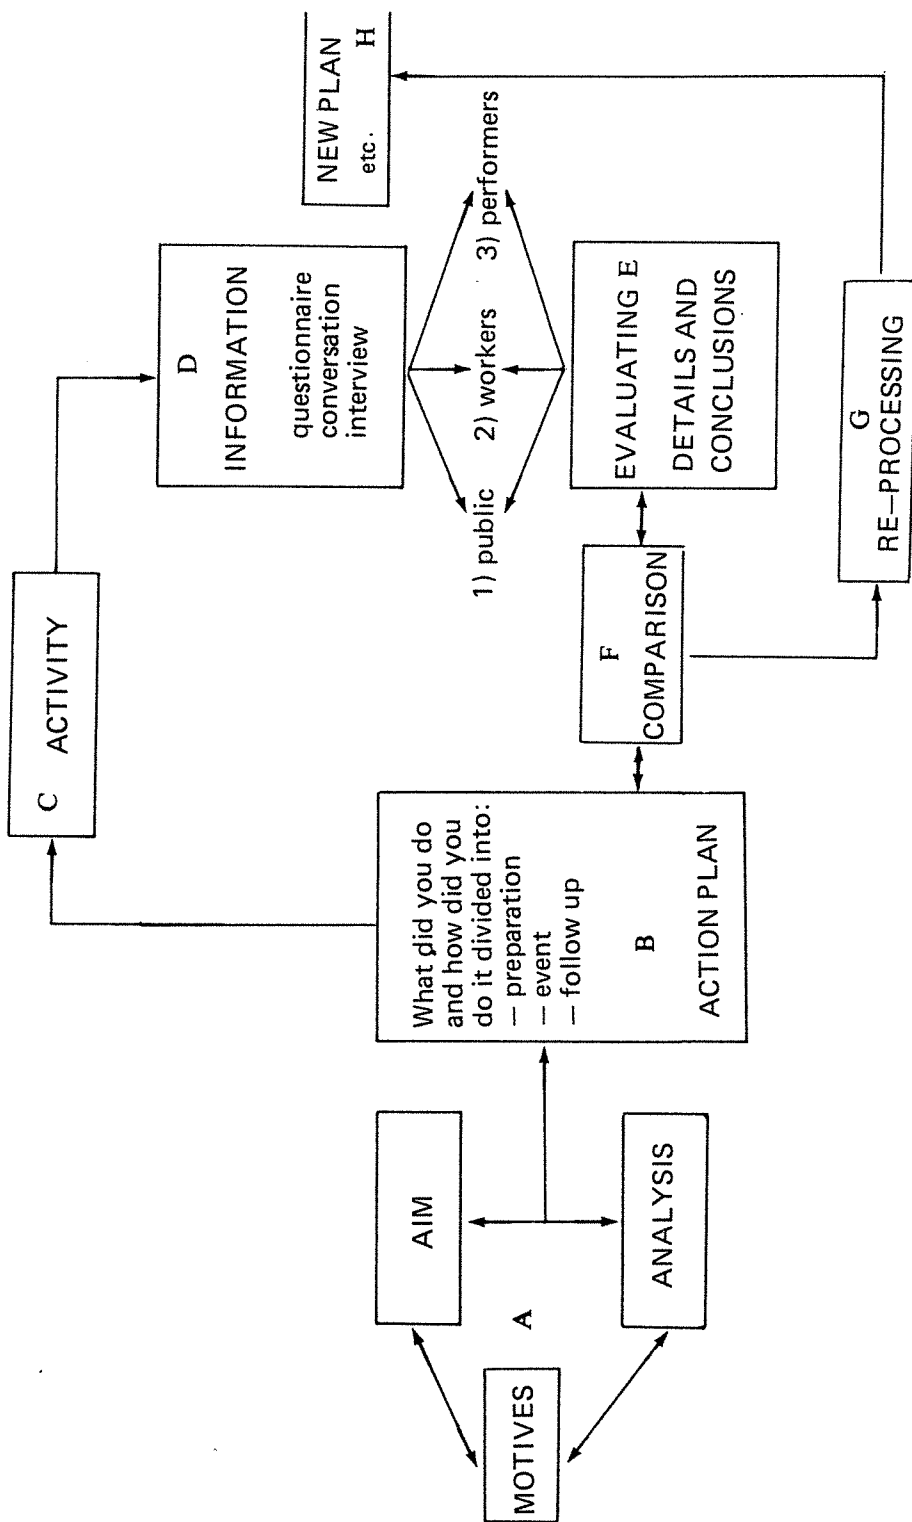 MOTIVES
A
AIM
ANALYSIS
What did you do
and how did you
do it divided into:
— preparation
— event
— follow up
B
ACTION PLAN
C ACTIVITY
D
INFORMATION
questionnaire
conversation
interview
1) public 2) workers 3) performers
EVALUATING E
DETAILS AND
CONCLUSIONS
F
COMPARISON
G
RE–PROCESSING
NEW PLAN
etc. H